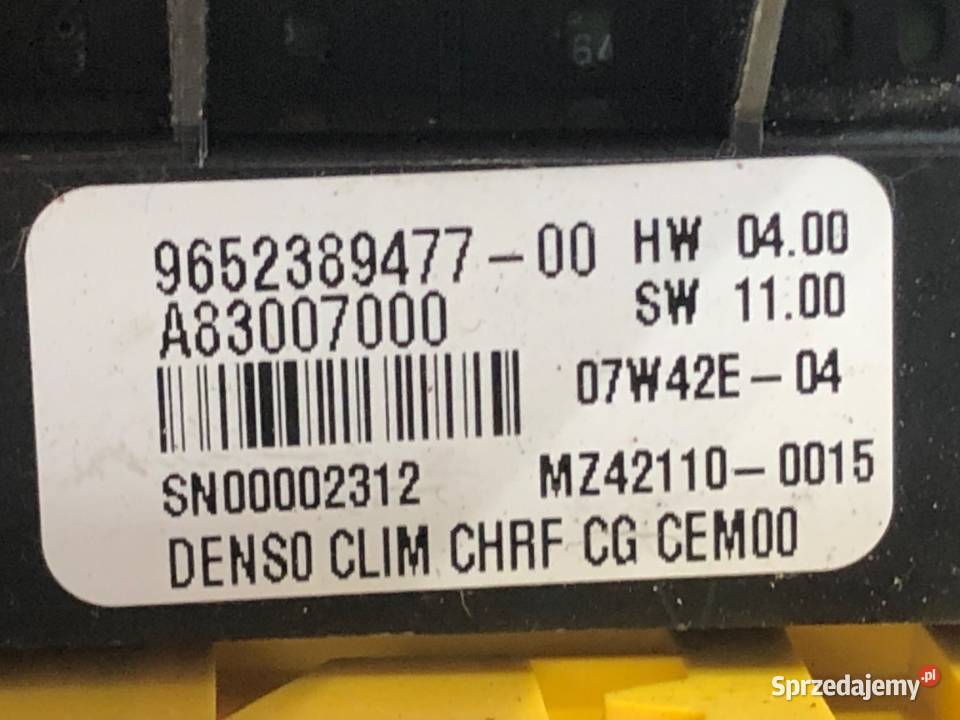 64
9652389477-00 HW 04.00
A83007000 SW 11.00
07W42E-04
SN00002312 MZ42110-0015
DENSO CLIM CHRF CG CEM00
Sprzedajemy.pl